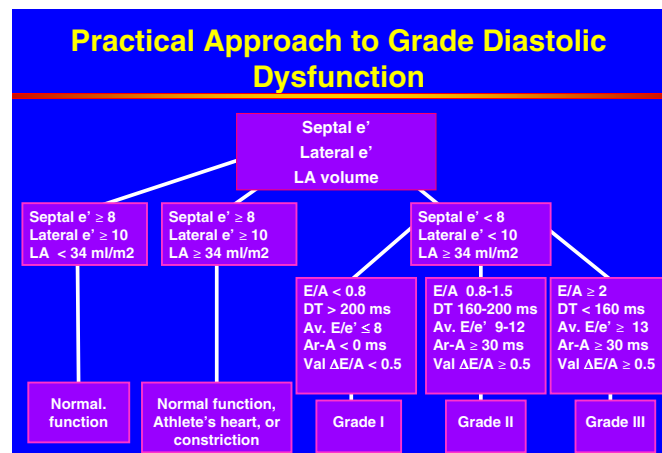 Practical Approach to Grade Diastolic
Dysfunction
Septal e’
Lateral e’
LA volume
Septal e’ ≥ 8
Lateral e’ ≥ 10
LA < 34 ml/m2
Septal e’ ≥ 8
Lateral e’ ≥ 10
LA ≥ 34 ml/m2
Septal e’ < 8
Lateral e’ < 10
LA ≥ 34 ml/m2
E/A < 0.8
DT > 200 ms
Av. E/e’ ≤ 8
Ar-A < 0 ms
Val ΔE/A < 0.5
E/A 0.8-1.5
DT 160-200 ms
Av. E/e’ 9-12
Ar-A ≥ 30 ms
Val ΔE/A ≥ 0.5
E/A ≥ 2
DT < 160 ms
Av. E/e’ ≥ 13
Ar-A ≥ 30 ms
Val ΔE/A ≥ 0.5
Normal.
function
Normal function,
Athlete's heart, or
constriction
Grade I
Grade II
Grade III